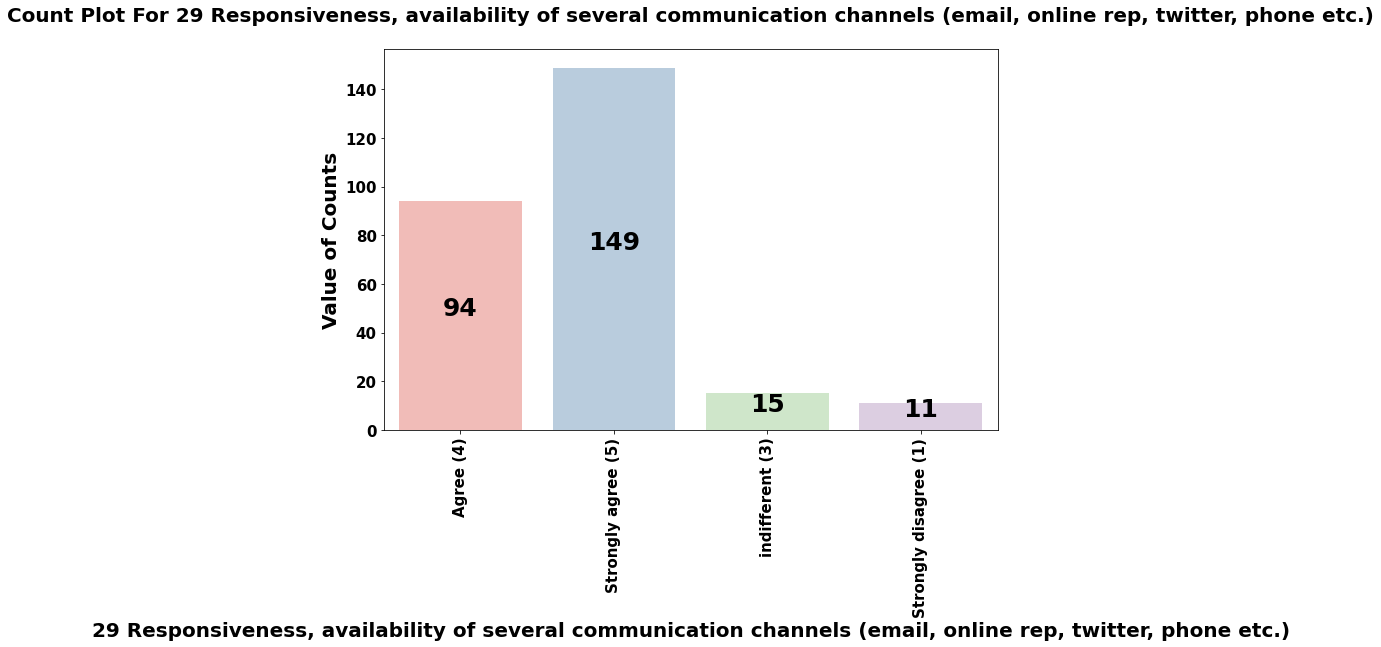 Count Plot For 29 Responsiveness, availability of several communication channels (email, online rep, twitter, phone etc.)
Value of Counts
140
120
100
80
60
40
20
0
94
149
15
11
Agree (4)
Strongly agree (5)
indifferent (3)
Strongly disagree (1)
29 Responsiveness, availability of several communication channels (email, online rep, twitter, phone etc.)